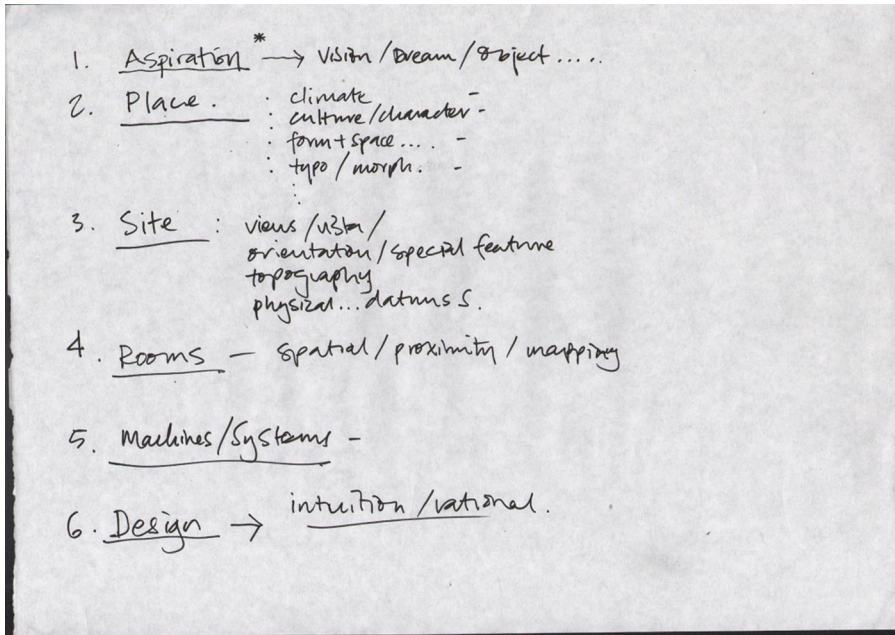 1. Aspiration * → Vision / Dream / object .....
2. Place. : climate -
: culture/character -
: form + space.... -
: typo / morph. -
:
3. Site : views / vista /
orientation / special feature
topography
physical... datums
4. Rooms - spatial / proximity / mapping
5. Machines/Systems -
6. Design → intuition / rational.